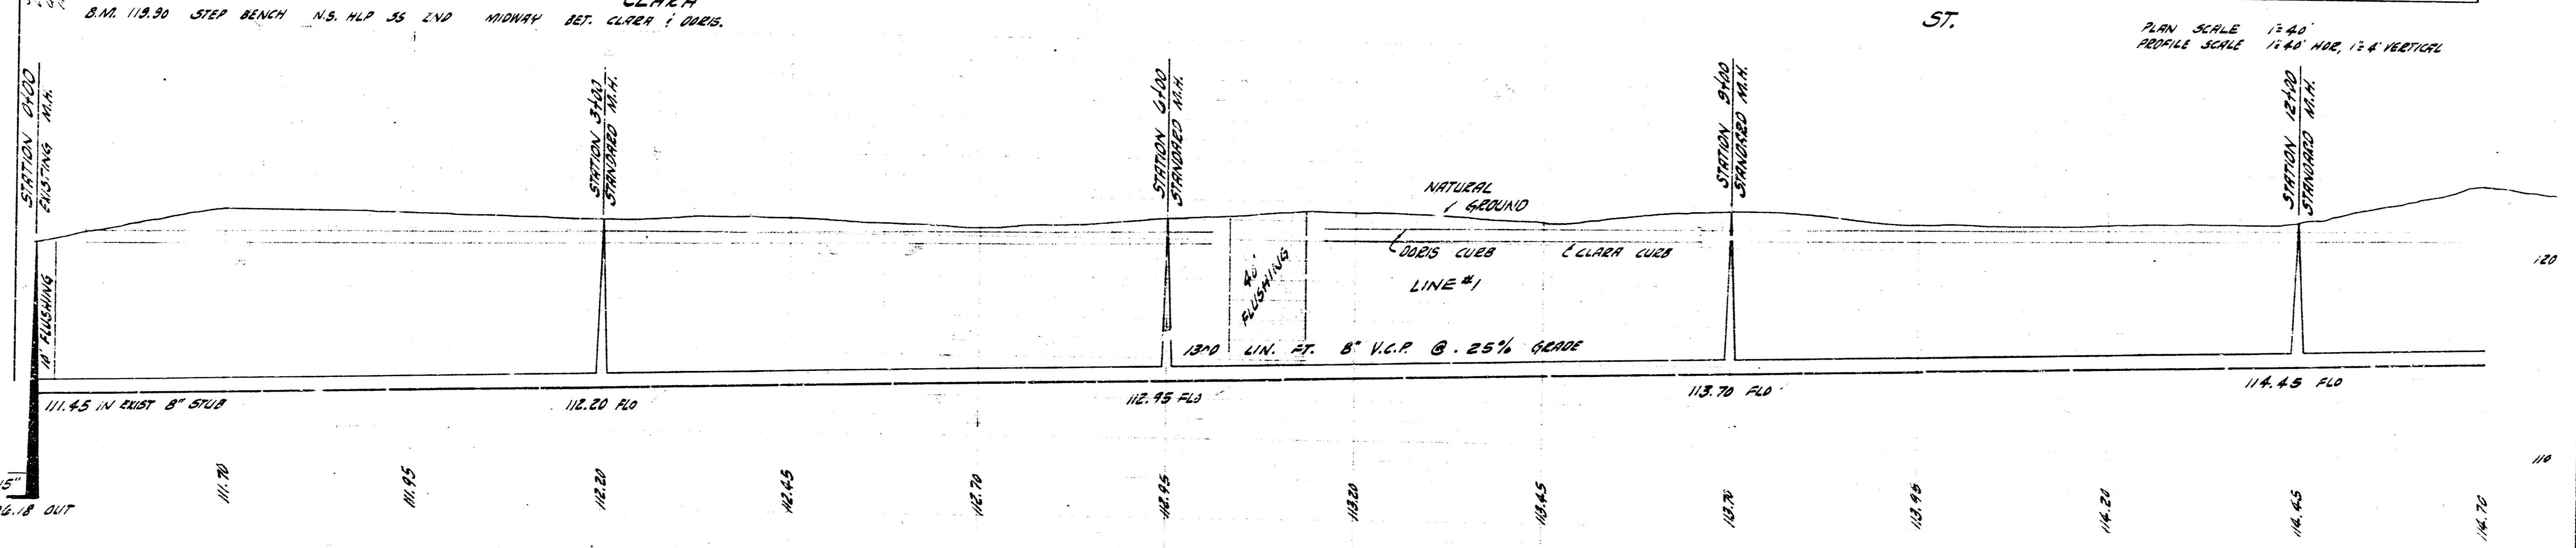 CLARA
B.M. 119.90 STEP BENCH N.S. HLP 35 2ND MIDWAY BET. CLARA & DORIS.
ST.
PLAN SCALE 1"=40'
PROFILE SCALE 1"=40' HOR, 1"=4' VERTICAL
STATION 0+00
EXISTING M.H.
STATION 3+00
STANDARD M.H.
STATION 6+00
STANDARD M.H.
STATION 9+00
STANDARD M.H.
STATION 12+00
STANDARD M.H.
NATURAL
GROUND
DORIS CURB
CLARA CURB
LINE #1
10' FLUSHING
40'
FLUSHING
120
1300 LIN. FT. 8" V.C.P. @ .25% GRADE
111.45 IN EXIST 8" STUB
112.20 FLO
112.95 FLO
113.70 FLO
114.45 FLO
110
15"
6.18 OUT
111.70
111.95
112.20
112.45
112.70
112.95
113.20
113.45
113.70
113.95
114.20
114.45
114.70